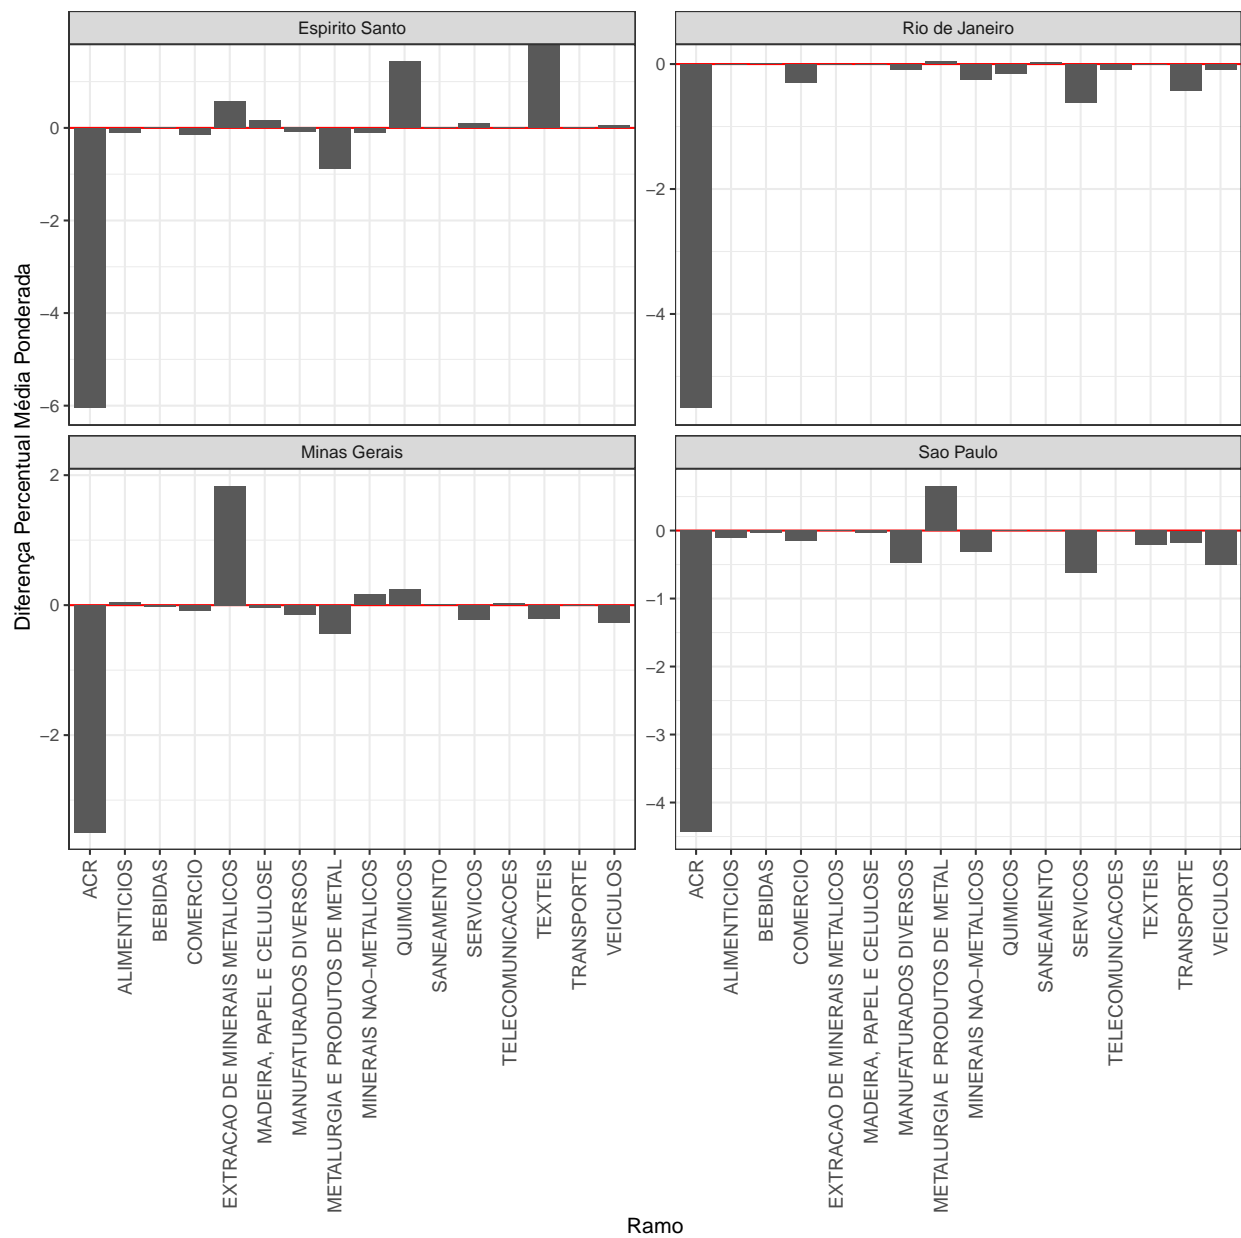 Espirito Santo
Rio de Janeiro
0
−2
−4
−6
0
−2
−4
Diferença Percentual Média Ponderada
Minas Gerais
Sao Paulo
2
0
−2
0
−1
−2
−3
−4
ACR
ALIMENTICIOS
BEBIDAS
COMERCIO
EXTRACAO DE MINERAIS METALICOS
MADEIRA, PAPEL E CELULOSE
MANUFATURADOS DIVERSOS
METALURGIA E PRODUTOS DE METAL
MINERAIS NAO−METALICOS
QUIMICOS
SANEAMENTO
SERVICOS
TELECOMUNICACOES
TEXTEIS
TRANSPORTE
VEICULOS
ACR
ALIMENTICIOS
BEBIDAS
COMERCIO
EXTRACAO DE MINERAIS METALICOS
MADEIRA, PAPEL E CELULOSE
MANUFATURADOS DIVERSOS
METALURGIA E PRODUTOS DE METAL
MINERAIS NAO−METALICOS
QUIMICOS
SANEAMENTO
SERVICOS
TELECOMUNICACOES
TEXTEIS
TRANSPORTE
VEICULOS
Ramo